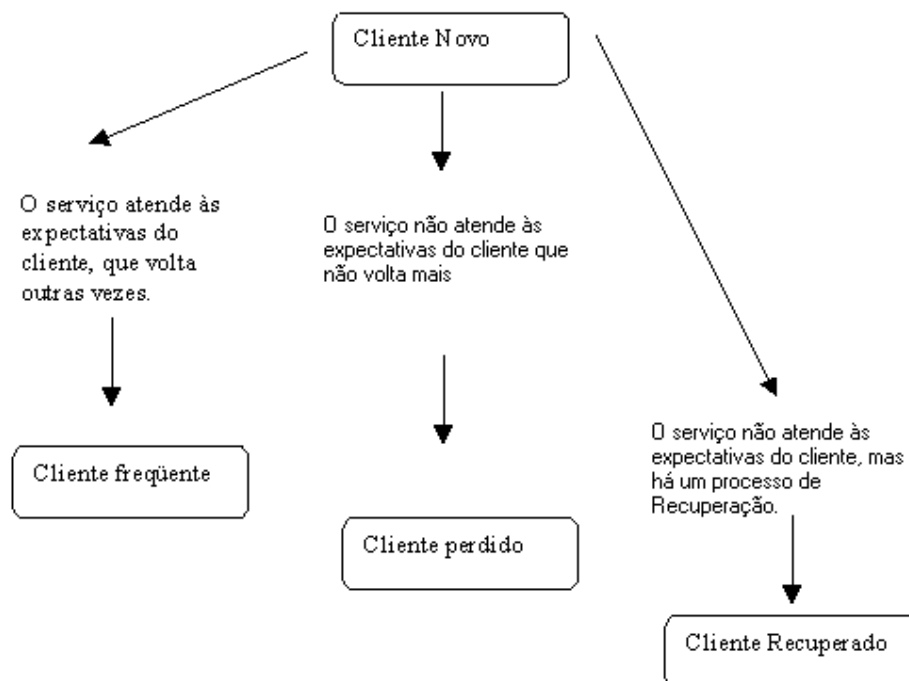 Cliente Novo
O serviço atende às
expectativas do
cliente, que volta
outras vezes.
O serviço não atende às
expectativas do cliente que
não volta mais
Cliente freqüente
Cliente perdido
O serviço não atende às
expectativas do cliente, mas
há um processo de
Recuperação.
Cliente Recuperado